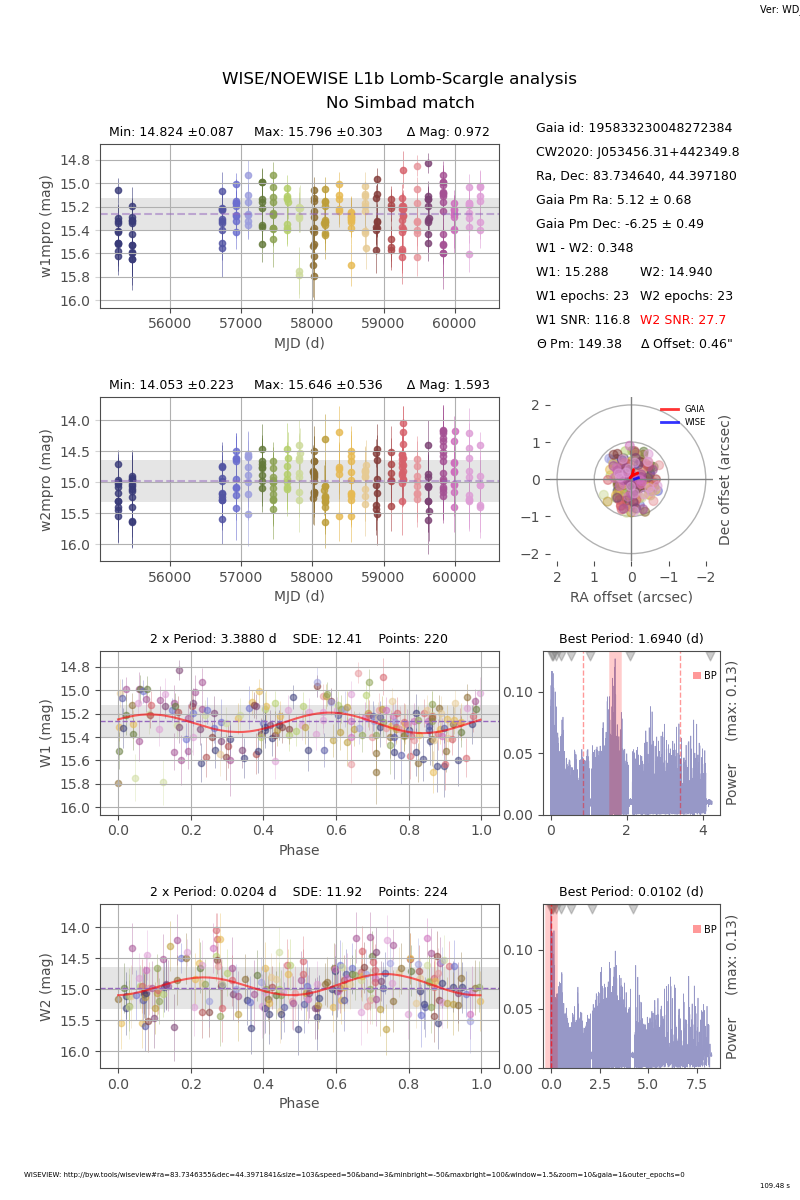 Ver: WD_
WISE/NOEWISE L1b Lomb-Scargle analysis
No Simbad match
Min: 14.824 ±0.087 Max: 15.796 ±0.303 Δ Mag: 0.972
14.8
15.0
15.2
15.4
15.6
15.8
16.0
w1mpro (mag)
56000 57000 58000 59000 60000
MJD (d)
Gaia id: 195833230048272384
CW2020: J053456.31+442349.8
Ra, Dec: 83.734640, 44.397180
Gaia Pm Ra: 5.12 ± 0.68
Gaia Pm Dec: -6.25 ± 0.49
W1 - W2: 0.348
W1: 15.288 W2: 14.940
W1 epochs: 23 W2 epochs: 23
W1 SNR: 116.8 W2 SNR: 27.7
Θ Pm: 149.38 Δ Offset: 0.46"
Min: 14.053 ±0.223 Max: 15.646 ±0.536 Δ Mag: 1.593
14.0
14.5
15.0
15.5
16.0
w2mpro (mag)
56000 57000 58000 59000 60000
MJD (d)
GAIA
WISE
2
1
0
−1
−2
2 1 0 −1 −2
RA offset (arcsec)
Dec offset (arcsec)
2 x Period: 3.3880 d SDE: 12.41 Points: 220
14.8
15.0
15.2
15.4
15.6
15.8
16.0
W1 (mag)
0.0 0.2 0.4 0.6 0.8 1.0
Phase
Best Period: 1.6940 (d)
BP
0.10
0.05
0.00
0 2 4
Power (max: 0.13)
2 x Period: 0.0204 d SDE: 11.92 Points: 224
14.0
14.5
15.0
15.5
16.0
W2 (mag)
0.0 0.2 0.4 0.6 0.8 1.0
Phase
Best Period: 0.0102 (d)
BP
0.10
0.05
0.00
0.0 2.5 5.0 7.5
Power (max: 0.13)
WISEVIEW: http://byw.tools/wiseview#ra=83.7346355&dec=44.3971841&size=103&speed=50&band=3&minbright=-50&maxbright=100&window=1.5&zoom=10&gaia=1&outer_epochs=0
109.48 s